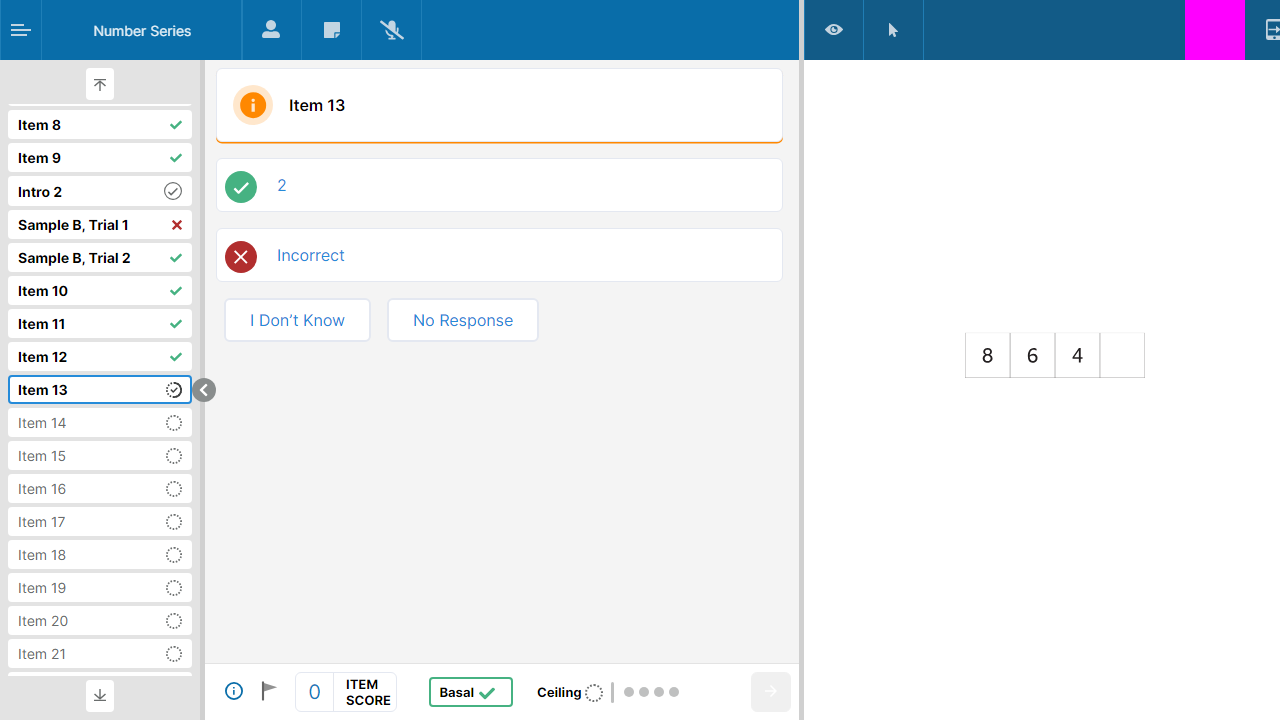 Number Series
Item 8
Item 9
Intro 2
Sample B, Trial 1
Sample B, Trial 2
Item 10
Item 11
Item 12
Item 13
Item 14
Item 15
Item 16
Item 17
Item 18
Item 19
Item 20
Item 21
Item 13
2
Incorrect
I Don’t Know
No Response
0
ITEM
SCORE
Basal
Ceiling
8 6 4